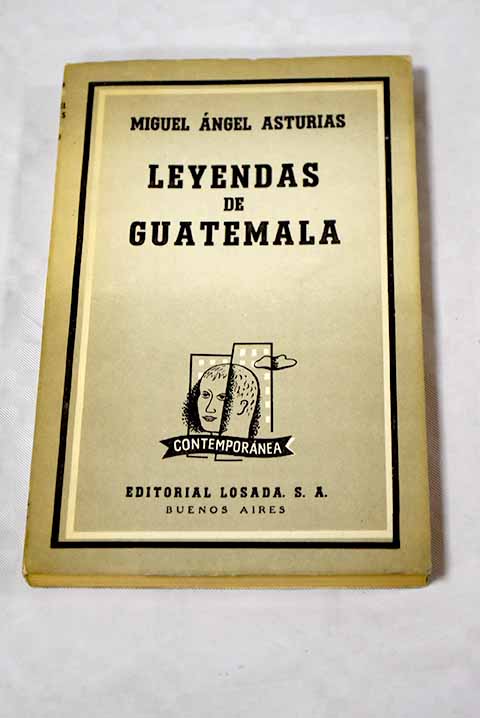 MIGUEL ÁNGEL ASTURIAS
LEYENDAS
DE
GUATEMALA
CONTEMPORÁNEA
EDITORIAL LOSADA. S. A.
BUENOS AIRES